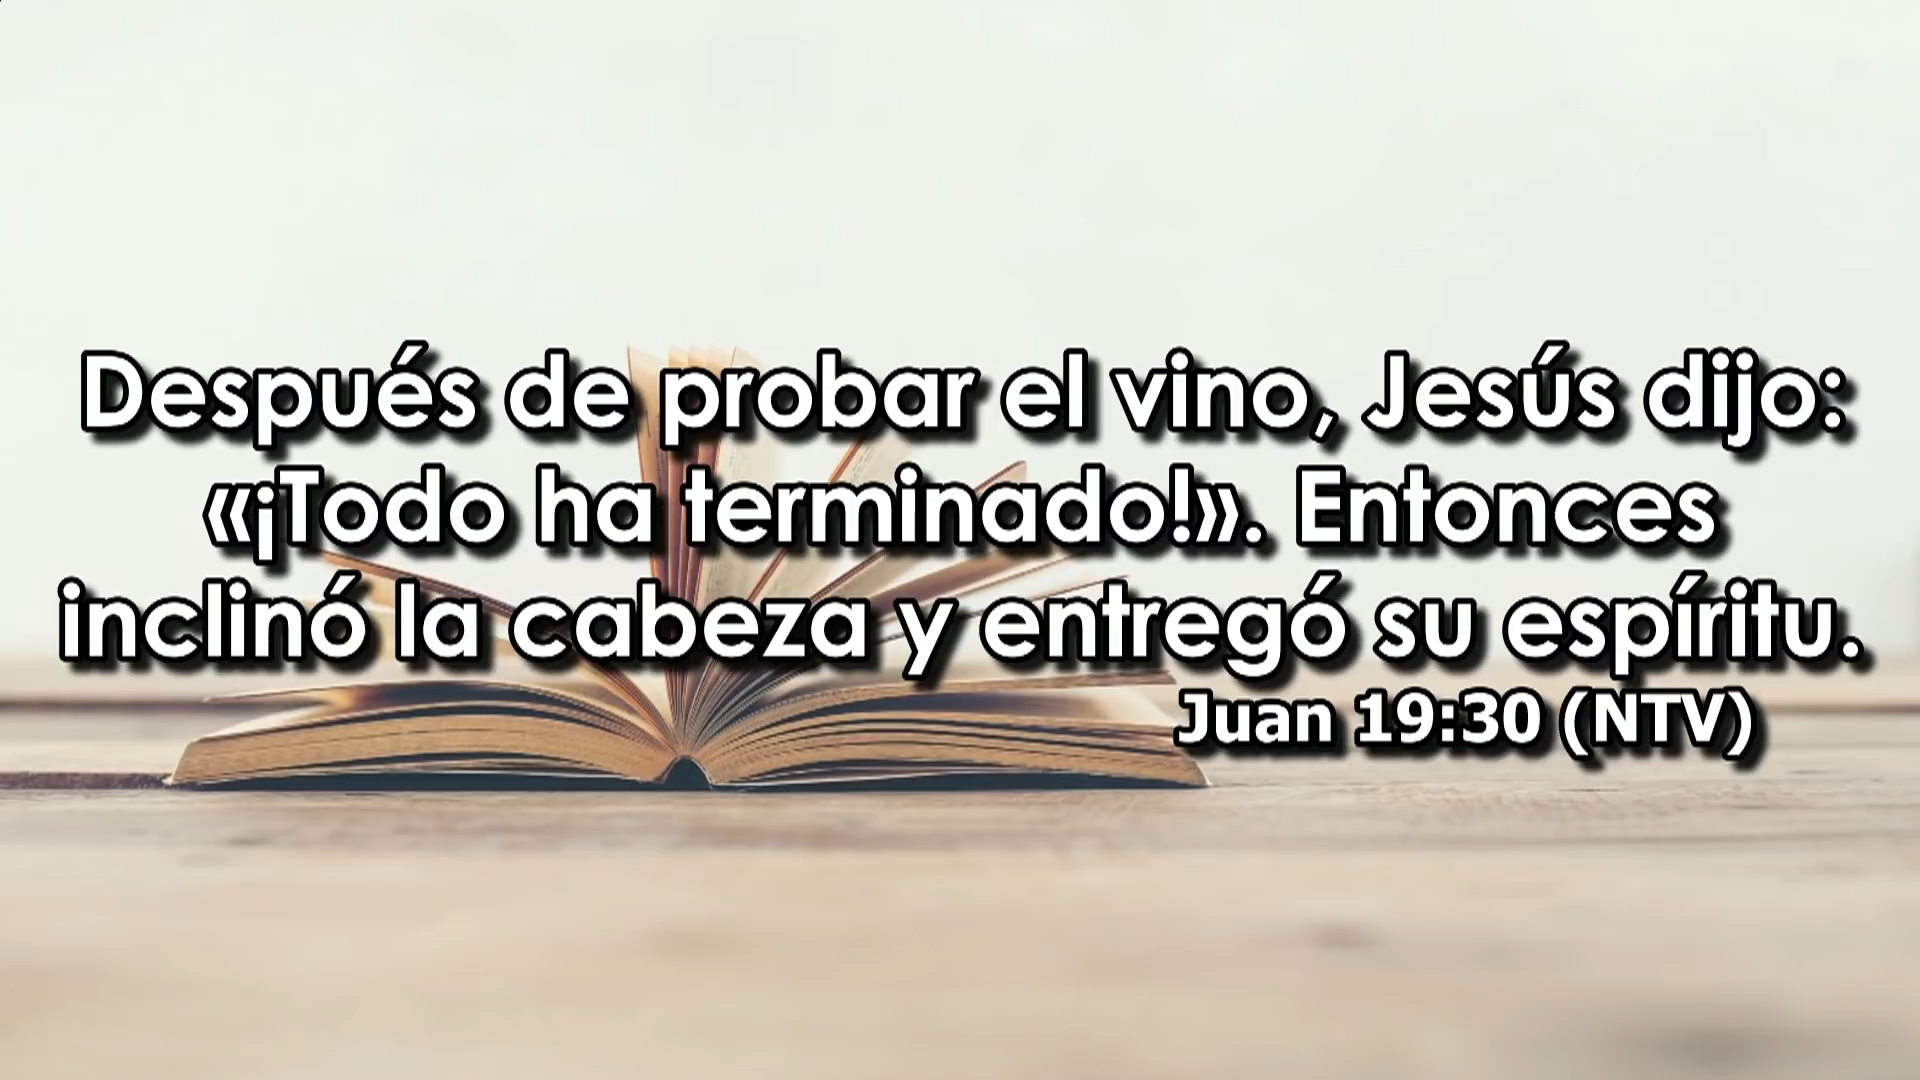 Después de probar el vino, Jesús dijo:
«¡Todo ha terminado!». Entonces
inclinó la cabeza y entregó su espíritu.
Juan 19:30 (NTV)